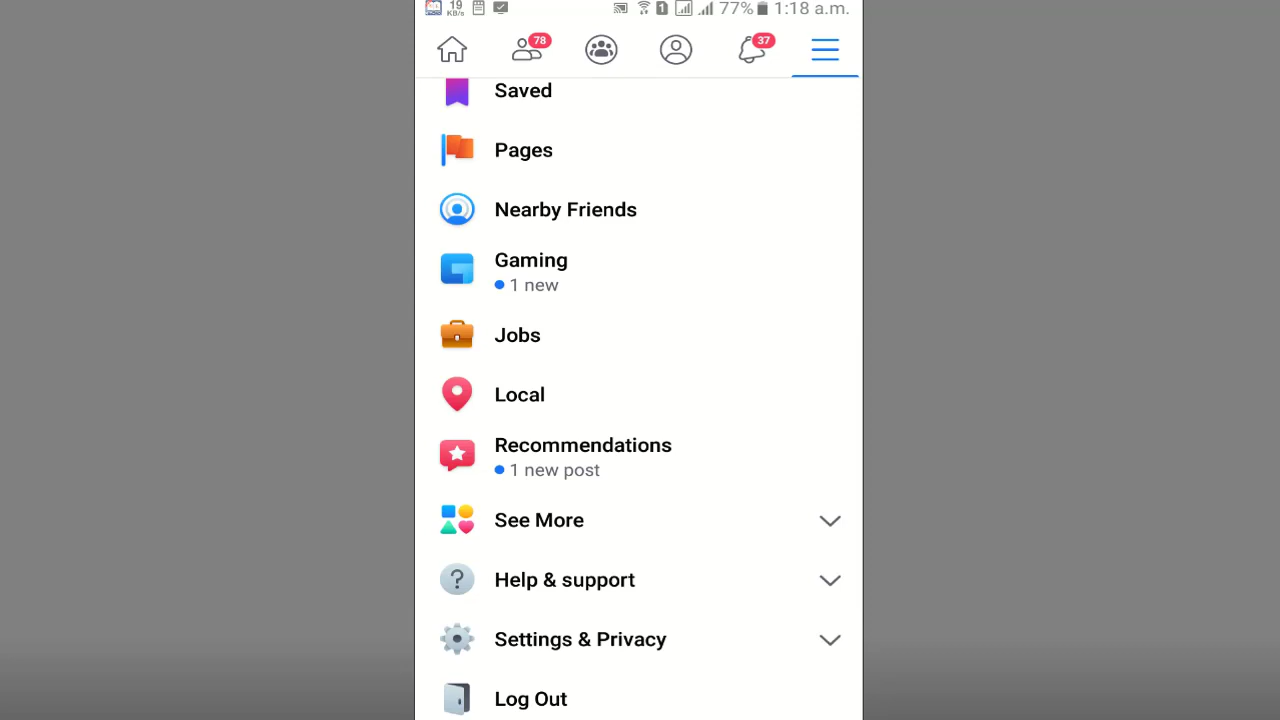 19
KB/s
1
77%
1:18 a.m.
78
37
Saved
Pages
Nearby Friends
Gaming
1 new
Jobs
Local
Recommendations
1 new post
See More
Help & support
Settings & Privacy
Log Out